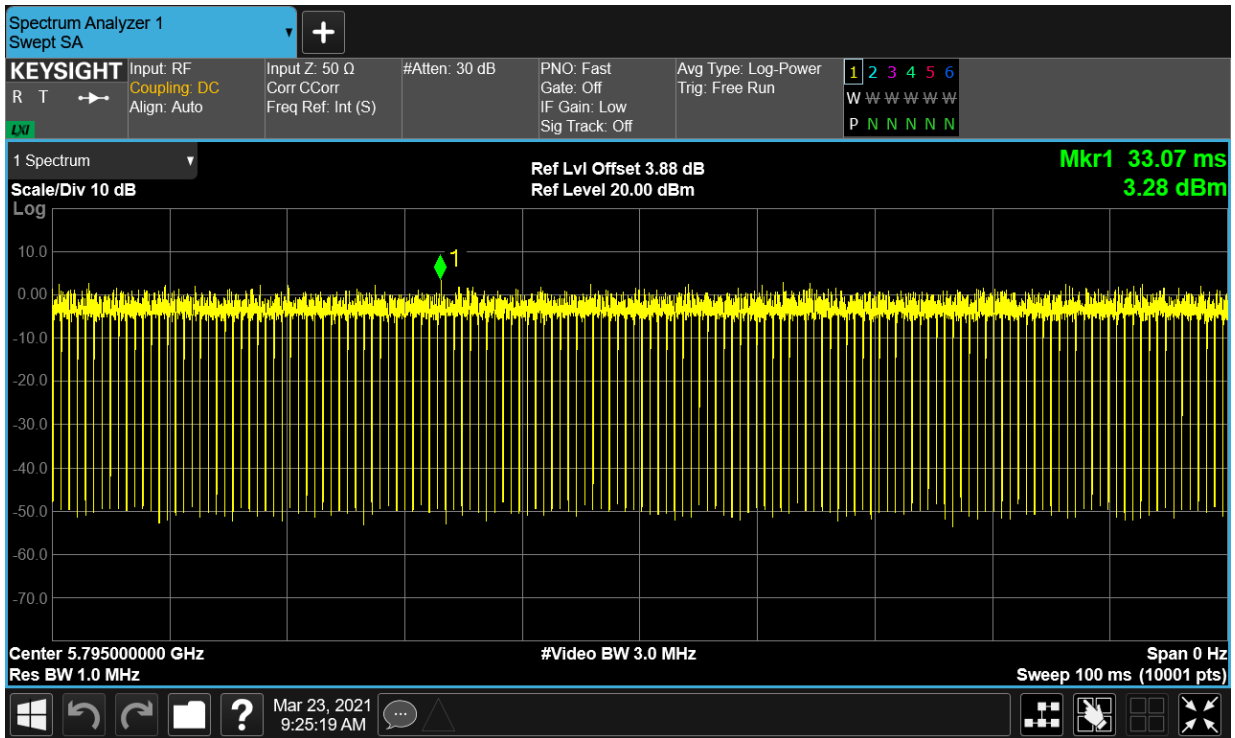 Spectrum Analyzer 1
Swept SA
KEYSIGHT
R T
LXI
Input: RF
Coupling: DC
Align: Auto
Input Z: 50 Ω
Corr CCorr
Freq Ref: Int (S)
#Atten: 30 dB
PNO: Fast
Gate: Off
IF Gain: Low
Sig Track: Off
Avg Type: Log-Power
Trig: Free Run
1 2 3 4 5 6
W W W W W W
P N N N N N
1 Spectrum
Scale/Div 10 dB
Log
Ref Lvl Offset 3.88 dB
Ref Level 20.00 dBm
Mkr1 33.07 ms
3.28 dBm
1
10.0
0.00
-10.0
-20.0
-30.0
-40.0
-50.0
-60.0
-70.0
Center 5.795000000 GHz
Res BW 1.0 MHz
#Video BW 3.0 MHz
Span 0 Hz
Sweep 100 ms (10001 pts)
?
Mar 23, 2021
9:25:19 AM